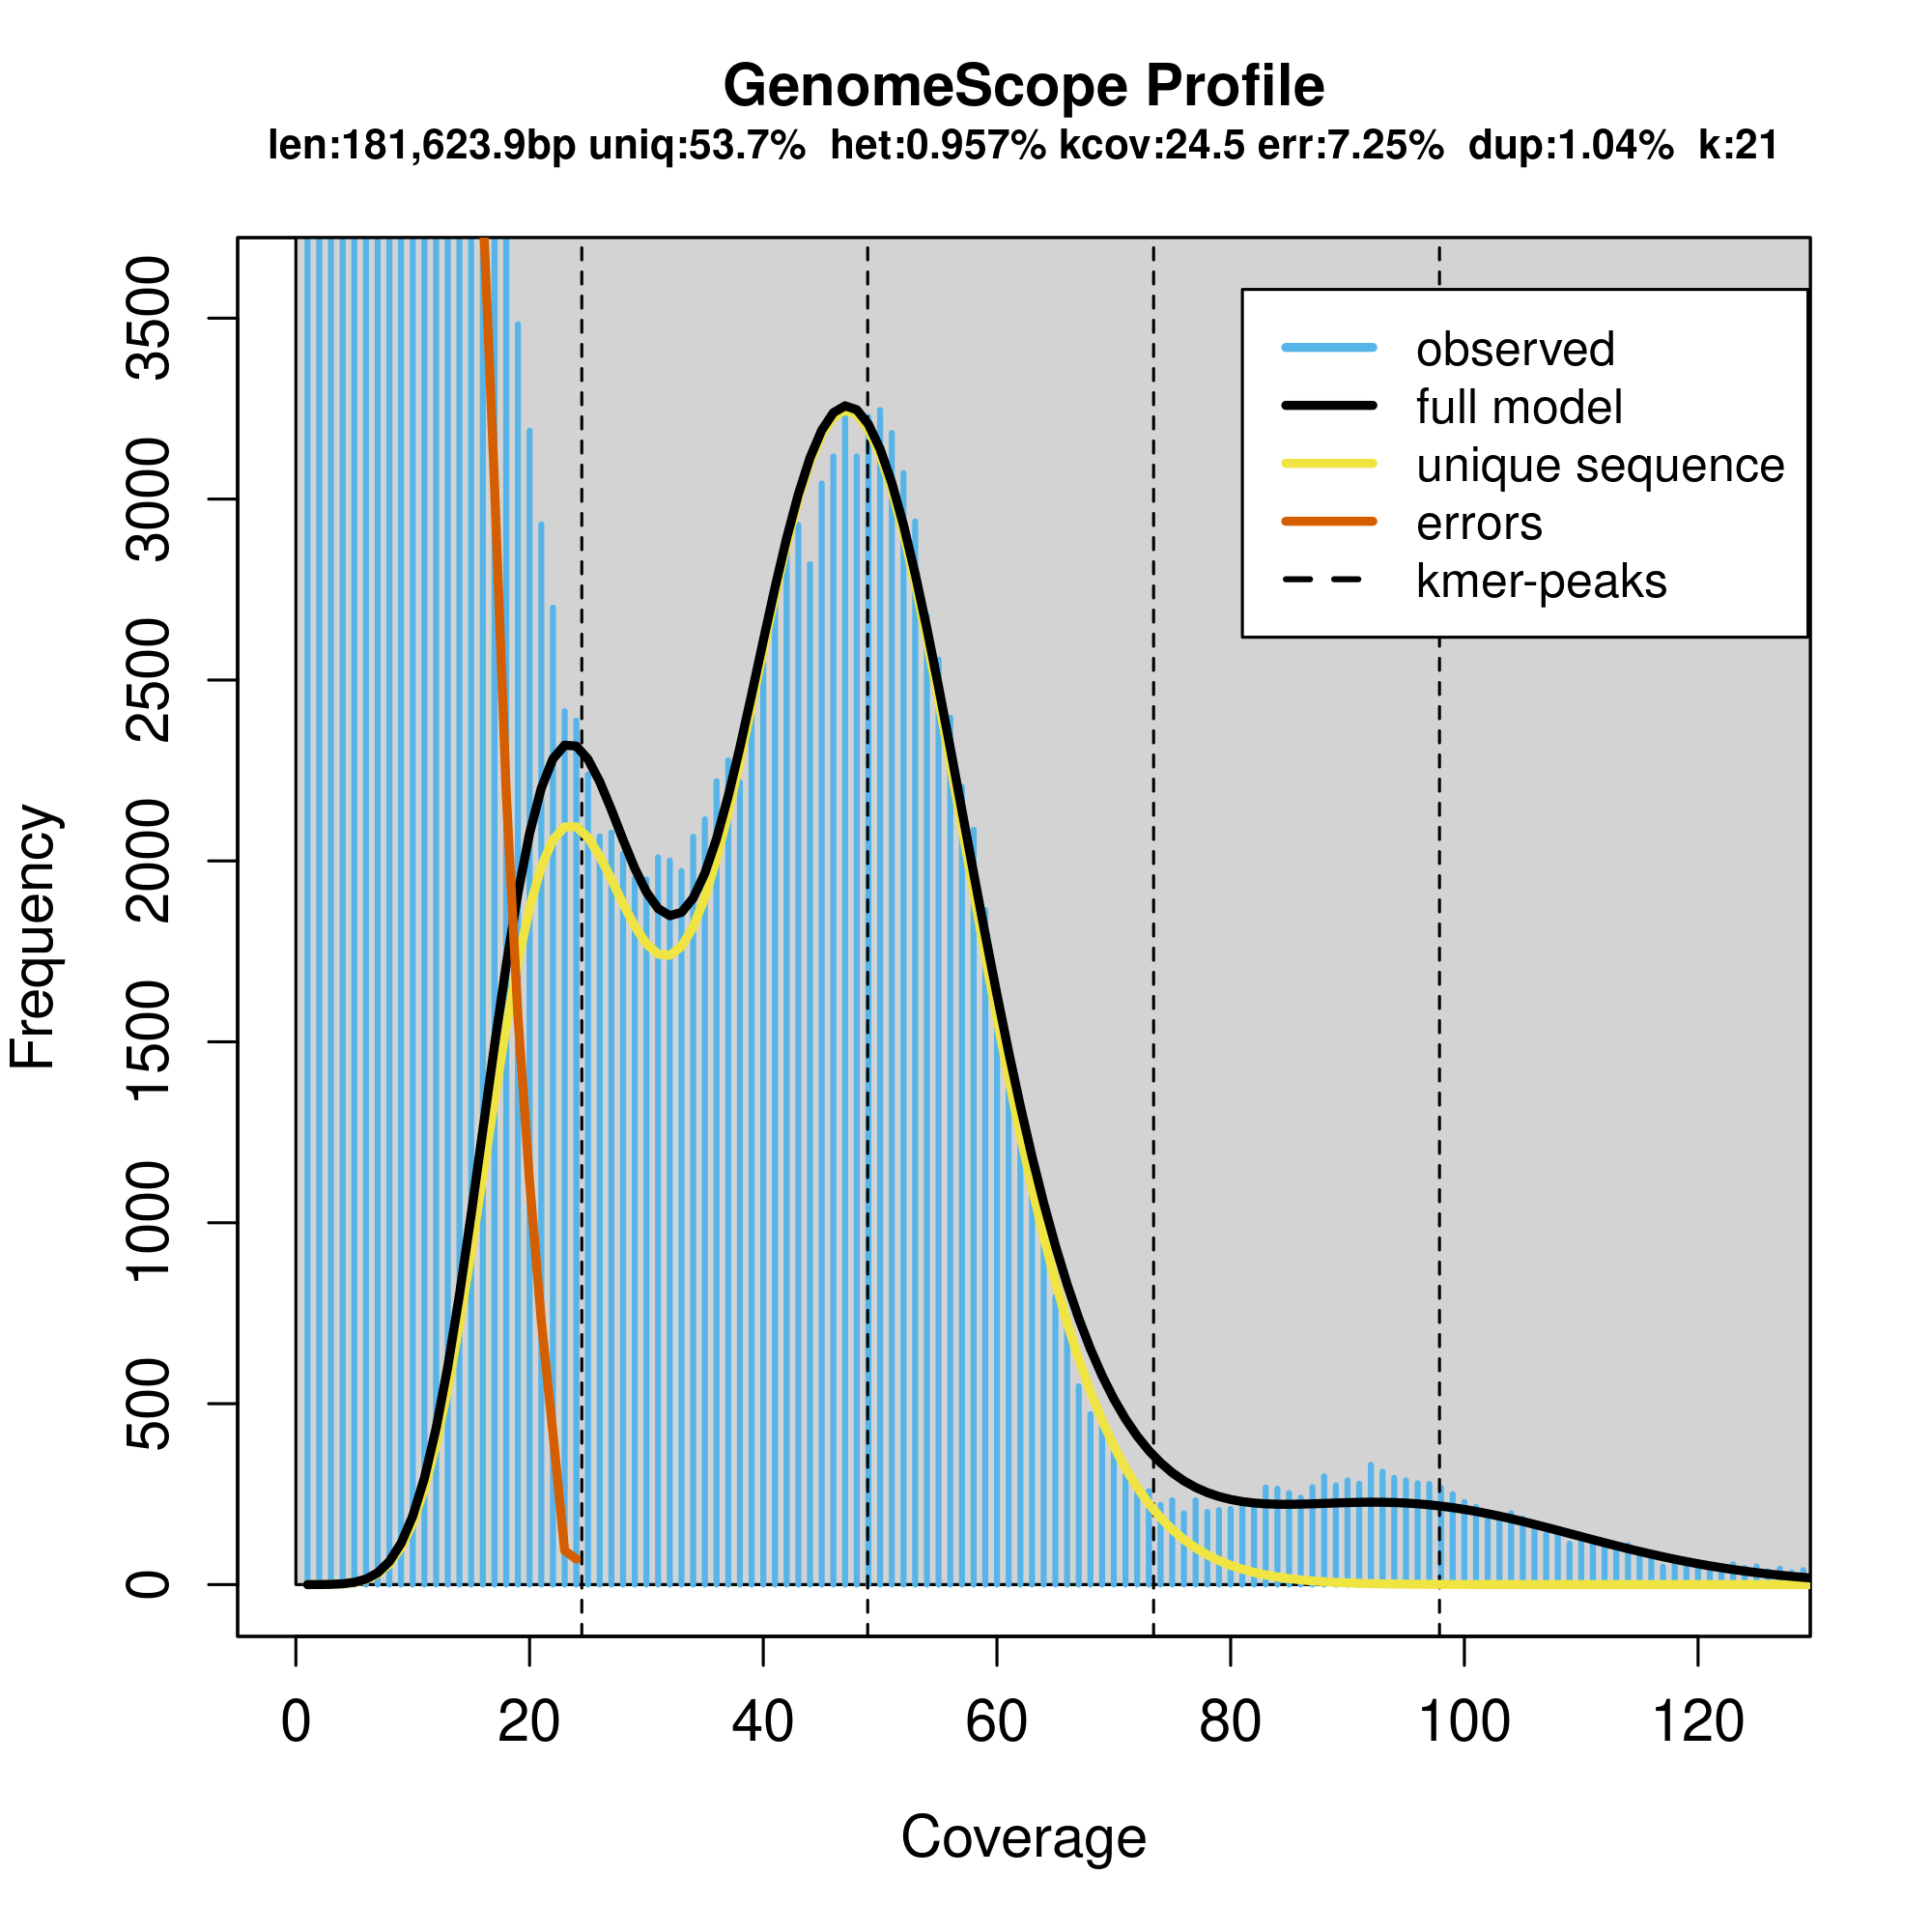 GenomeScope Profile
len:181,623.9bp uniq:53.7% het:0.957% kcov:24.5 err:7.25% dup:1.04% k:21
observed
full model
unique sequence
errors
kmer-peaks
Frequency
3500
3000
2500
2000
1500
1000
500
0
0 20 40 60 80 100 120
Coverage